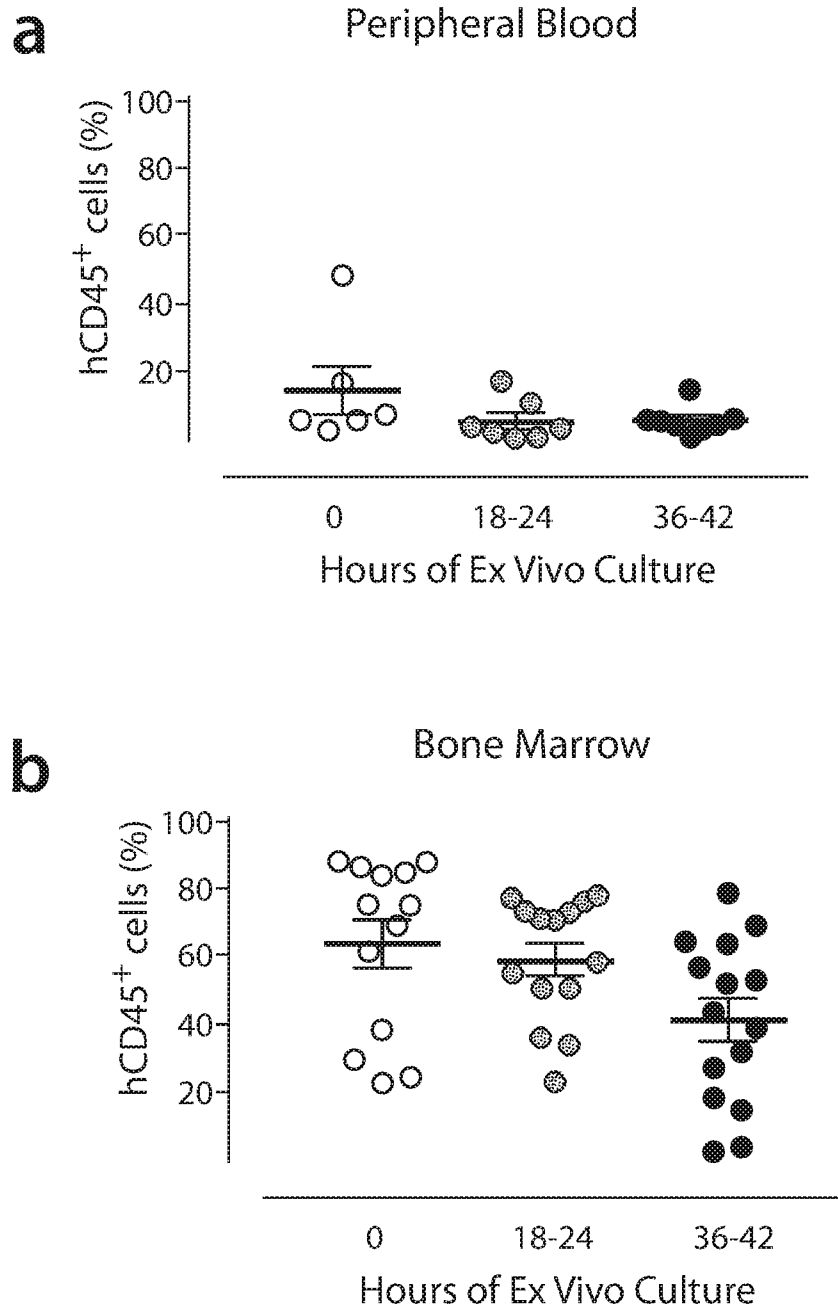 a
Peripheral Blood
hCD45+ cells (%)
100
80
60
40
20
0 18-24 36-42
Hours of Ex Vivo Culture
b
Bone Marrow
hCD45+ cells (%)
100
80
60
40
20
0 18-24 36-42
Hours of Ex Vivo Culture